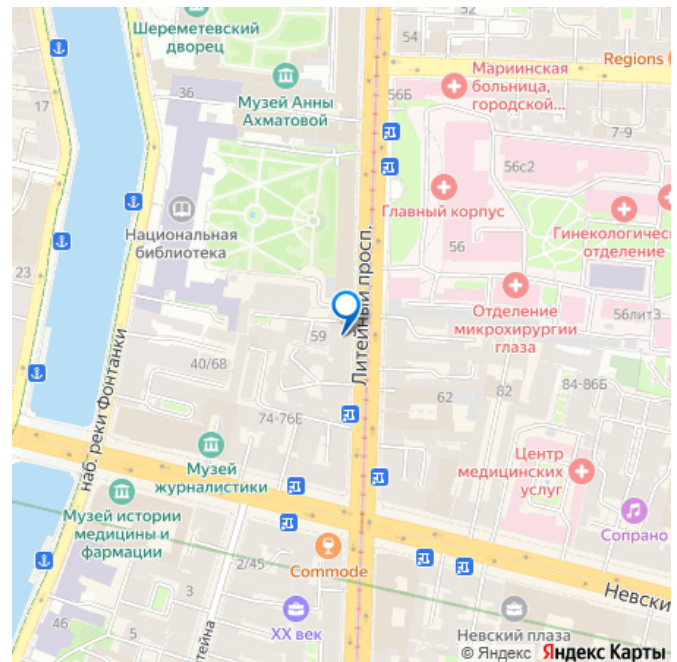 Шереметевский
дворец
54
52
Regions
Мариинская
больница,
городской...
56Б
36
17
Музей Анны
Ахматовой
7-9
56с2
Главный корпус
Национальная
библиотека
Гинекологичес
отделение
56
23
Литейный просп.
Отделение
микрохирургии
глаза
56лит3
59
наб. реки Фонтанки
40/68
84-86Б
82
62
74-76Е
Музей
журналистики
Центр
медицинских
услуг
Музей истории
медицины и
фармации
Сопрано
Commode
2/45
3
5
46
тейна
XX век
Невски
Невский плаза
© Яндекс Яндекс Карты